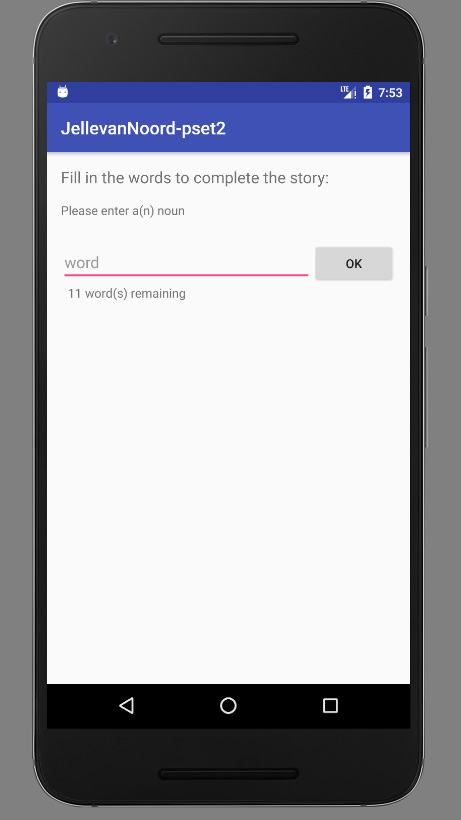 LTE 7:53
JellevanNoord-pset2
Fill in the words to complete the story:
Please enter a(n) noun
word
OK
11 word(s) remaining